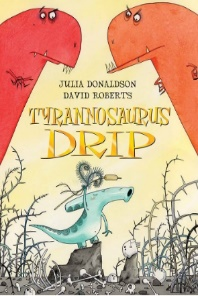 JULIA DONALDSON
DAVID ROBERTS
TYRANNOSAURUS
DRIP